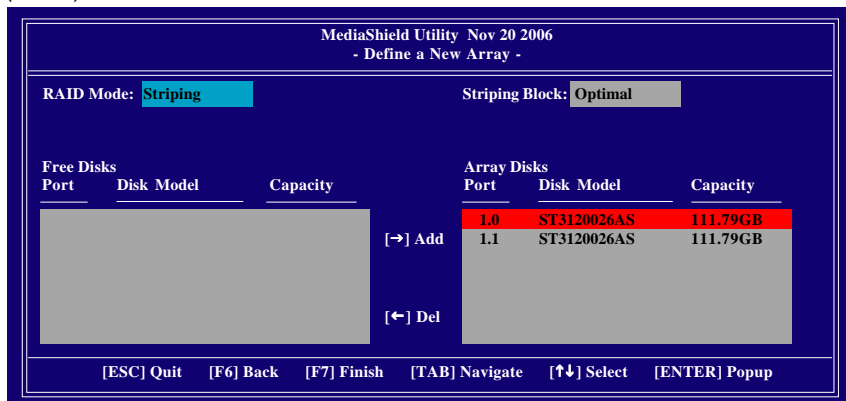 MediaShield Utility Nov 20 2006
- Define a New Array -
RAID Mode: Striping
Striping Block: Optimal
Free Disks
Port Disk Model Capacity
Array Disks
Port Disk Model Capacity
1.0 ST3120026AS 111.79GB
1.1 ST3120026AS 111.79GB
[→] Add
[←] Del
[ESC] Quit [F6] Back [F7] Finish [TAB] Navigate [↑↓] Select [ENTER] Popup